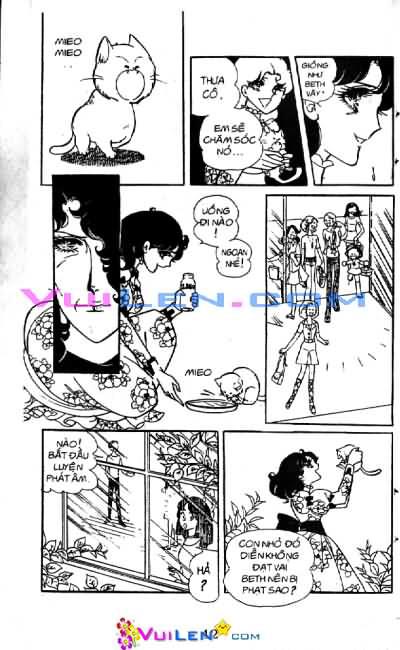 MIEO
MIEO
THƯA
CÔ,
EM SẼ
CHĂM SÓC
NÓ...
GIỐNG
NHƯ
BETH
VẬY!
UỐNG
ĐI NÀO
!
NGOAN
NHÉ!
MIEO
VuiLen.com
NÀO!
BẮT ĐẦU
LUYỆN
PHÁT ÂM.
HẢ
?
CON NHỎ ĐÓ
DIỄN KHÔNG
ĐẠT VAI
BETH NÊN BỊ
PHẠT SAO?
VuiLen.com